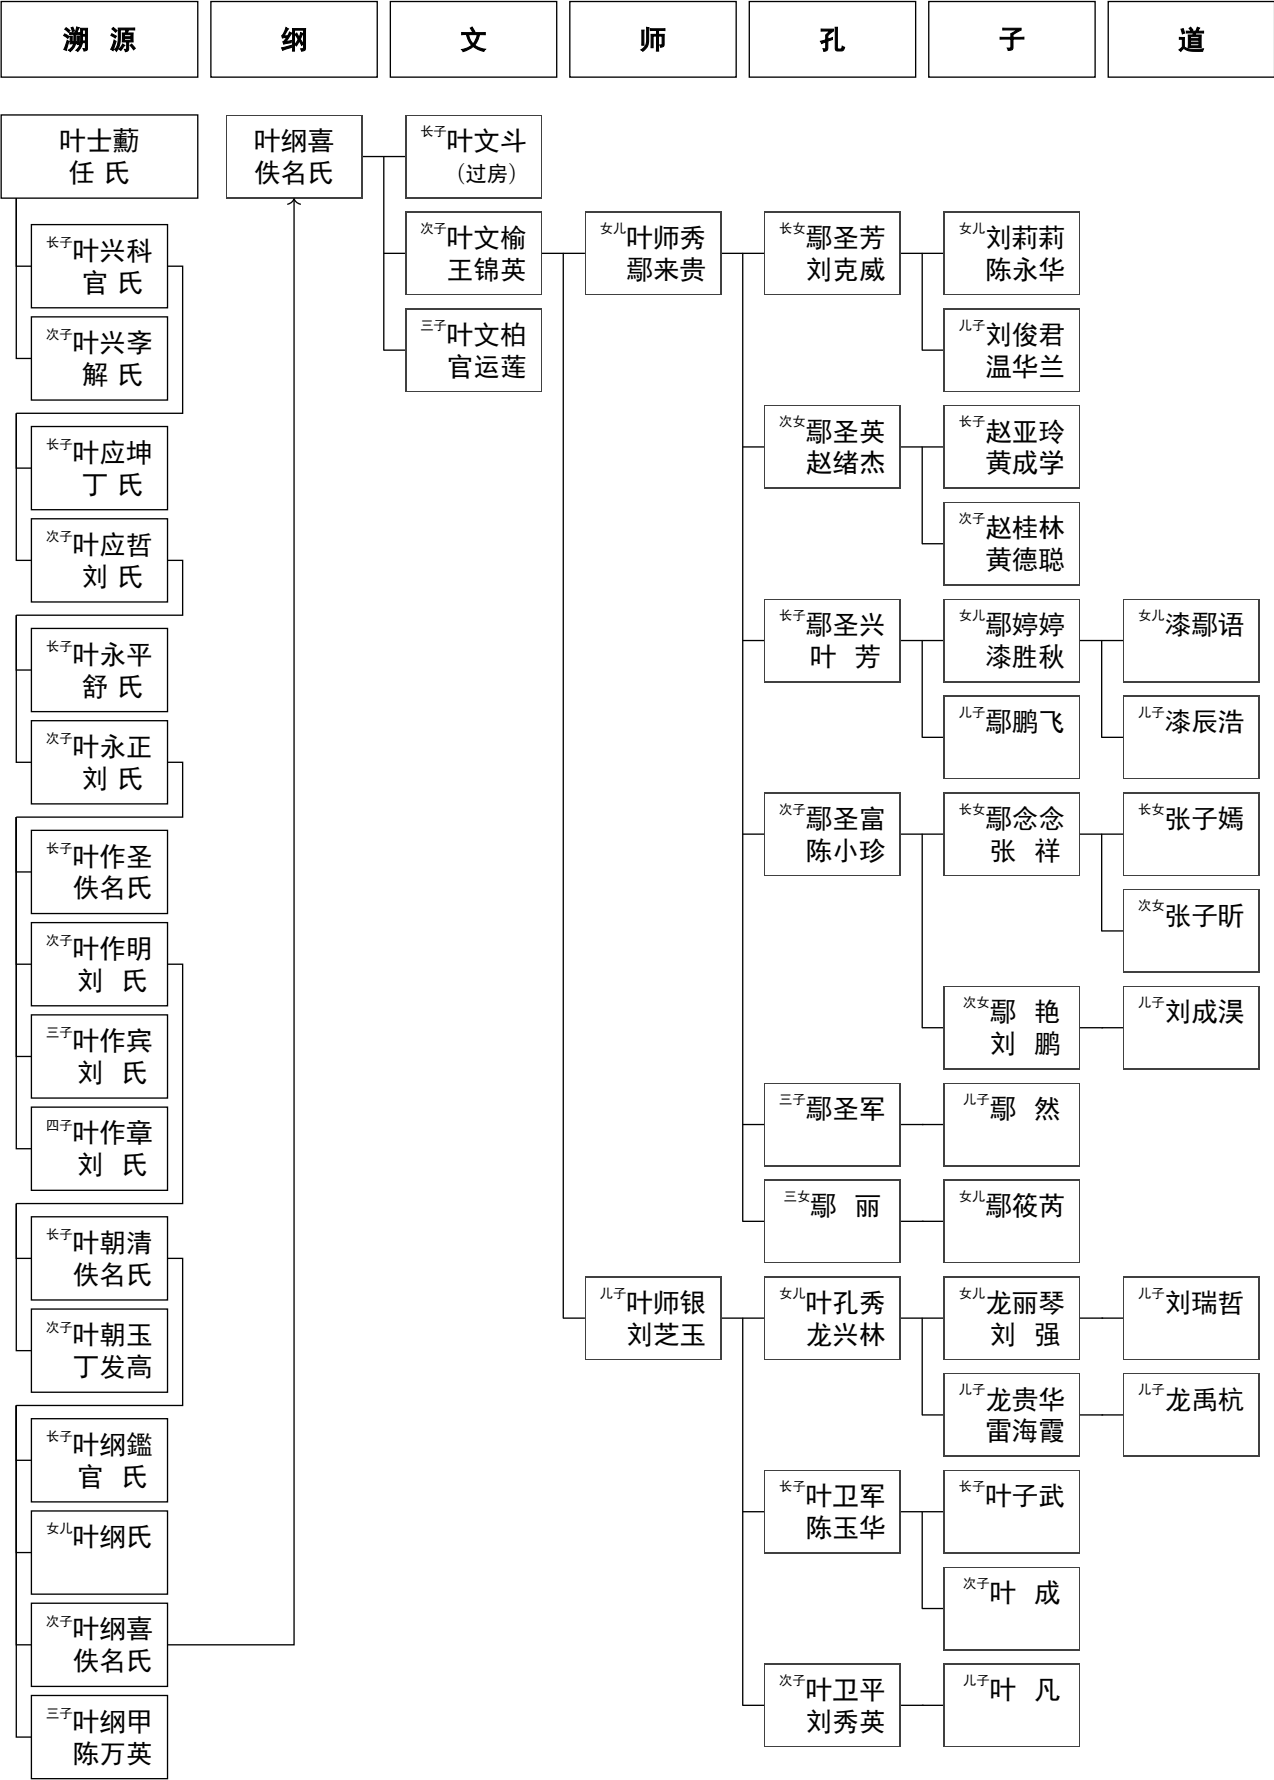 溯 源
纲
文
师
孔
子
道
叶士勳
任 氏
长子叶兴科
官 氏
次子叶兴斈
解 氏
长子叶应坤
丁 氏
次子叶应哲
刘 氏
长子叶永平
舒 氏
次子叶永正
刘 氏
长子叶作圣
佚名氏
次子叶作明
刘 氏
三子叶作宾
刘 氏
四子叶作章
刘 氏
长子叶朝清
佚名氏
次子叶朝玉
丁发高
长子叶纲鑑
官 氏
女儿叶纲氏
次子叶纲喜
佚名氏
三子叶纲甲
陈万英
叶纲喜
佚名氏
长子叶文斗
（过房）
次子叶文榆
王锦英
三子叶文柏
官运莲
女儿叶师秀
鄢来贵
儿子叶师银
刘芝玉
长女鄢圣芳
刘克威
次女鄢圣英
赵绪杰
长子鄢圣兴
叶 芳
次子鄢圣富
陈小珍
三子鄢圣军
三女鄢 丽
女儿叶孔秀
龙兴林
长子叶卫军
陈玉华
次子叶卫平
刘秀英
女儿刘莉莉
陈永华
儿子刘俊君
温华兰
长子赵亚玲
黄成学
次子赵桂林
黄德聪
女儿鄢婷婷
漆胜秋
儿子鄢鹏飞
长女鄢念念
张 祥
次女鄢 艳
刘 鹏
儿子鄢 然
女儿鄢筱芮
女儿龙丽琴
刘 强
儿子龙贵华
雷海霞
长子叶子武
次子叶 成
儿子叶 凡
女儿漆鄢语
儿子漆辰浩
长女张子嫣
次女张子昕
儿子刘成淏
儿子刘瑞哲
儿子龙禹杭